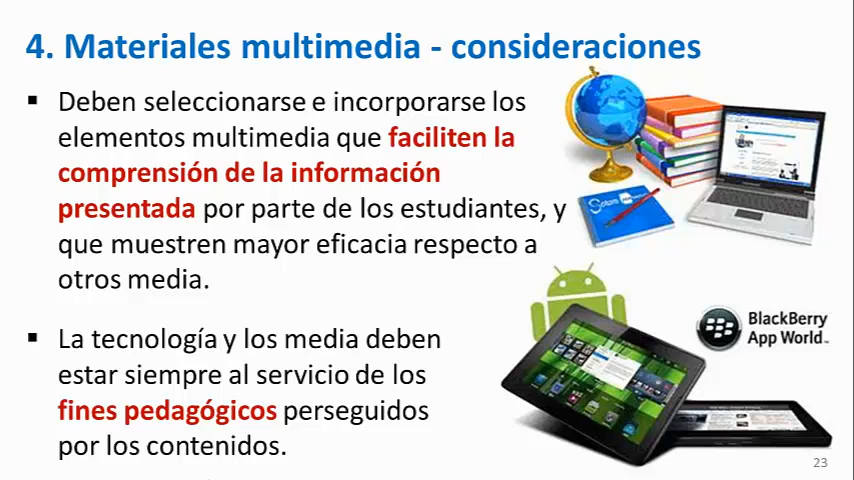 4. Materiales multimedia - consideraciones
▪ Deben seleccionarse e incorporarse los
elementos multimedia que faciliten la
comprensión de la información
presentada por parte de los estudiantes, y
que muestren mayor eficacia respecto a
otros media.
▪ La tecnología y los media deben
estar siempre al servicio de los
fines pedagógicos perseguidos
por los contenidos.
BlackBerry
App World™
23